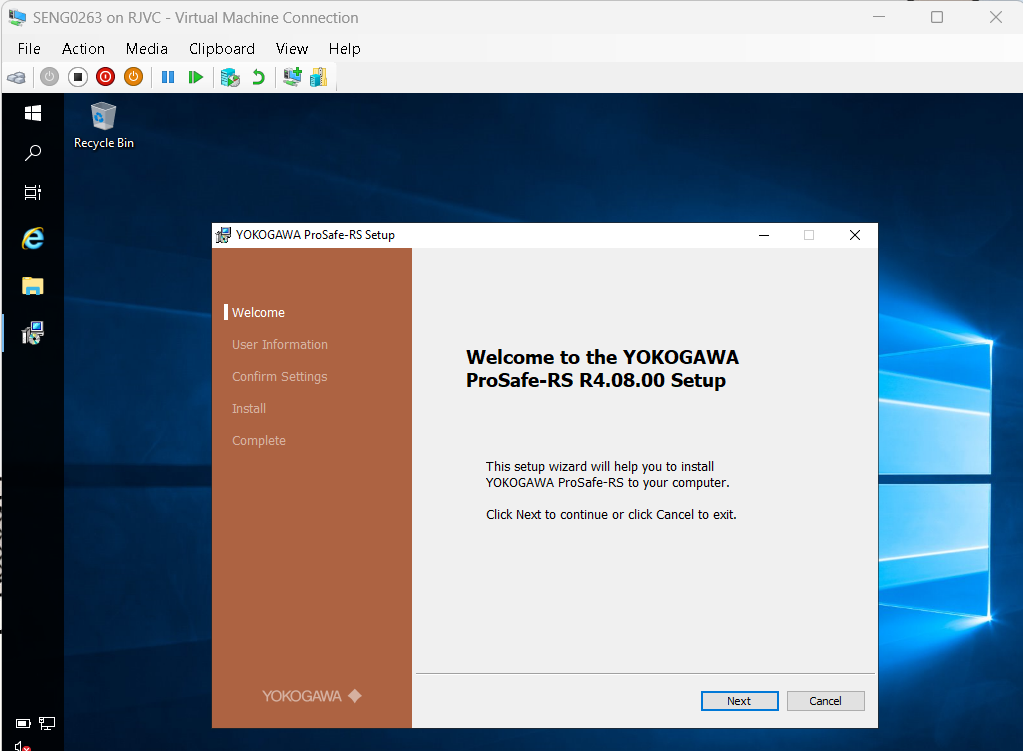 SENG0263 on RJVC - Virtual Machine Connection
File Action Media Clipboard View Help
Recycle Bin
YOKOGAWA ProSafe-RS Setup
Welcome
User Information
Confirm Settings
Install
Complete
YOKOGAWA
Welcome to the YOKOGAWA
ProSafe-RS R4.08.00 Setup
This setup wizard will help you to install
YOKOGAWA ProSafe-RS to your computer.
Click Next to continue or click Cancel to exit.
Next Cancel